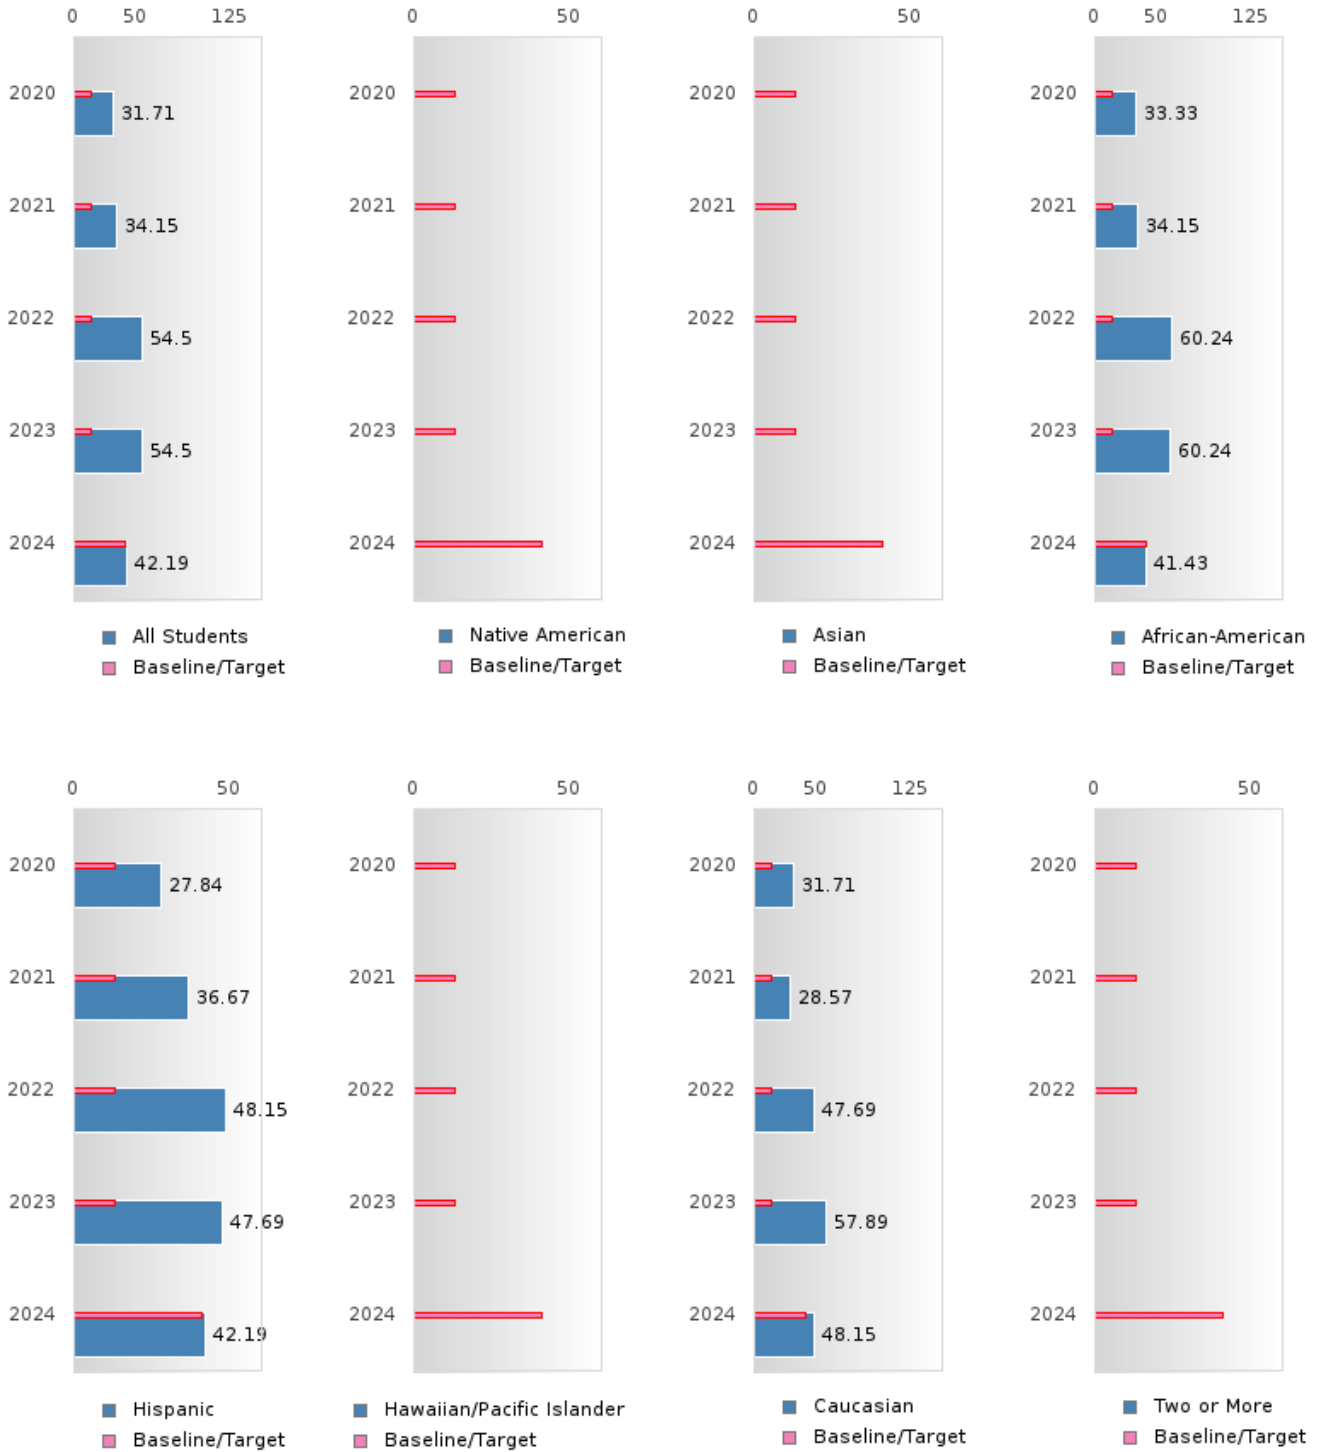 0 50 125 0 50 0 50 0 50 125
2020 2020 2020 2020
31.71 33.33
2021 2021 2021 2021
34.15 34.15
2022 2022 2022 2022
54.5 60.24
2023 2023 2023 2023
54.5 60.24
2024 2024 2024 2024
42.19 41.43
All Students Native American Asian African-American
Baseline/Target Baseline/Target Baseline/Target Baseline/Target
0 50 0 50 0 50 125 0 50
2020 2020 2020 2020
27.84 31.71
2021 2021 2021 2021
36.67 28.57
2022 2022 2022 2022
48.15 47.69
2023 2023 2023 2023
47.69 57.89
2024 2024 2024 2024
42.19 48.15
Hispanic Hawaiian/Pacific Islander Caucasian Two or More
Baseline/Target Baseline/Target Baseline/Target Baseline/Target